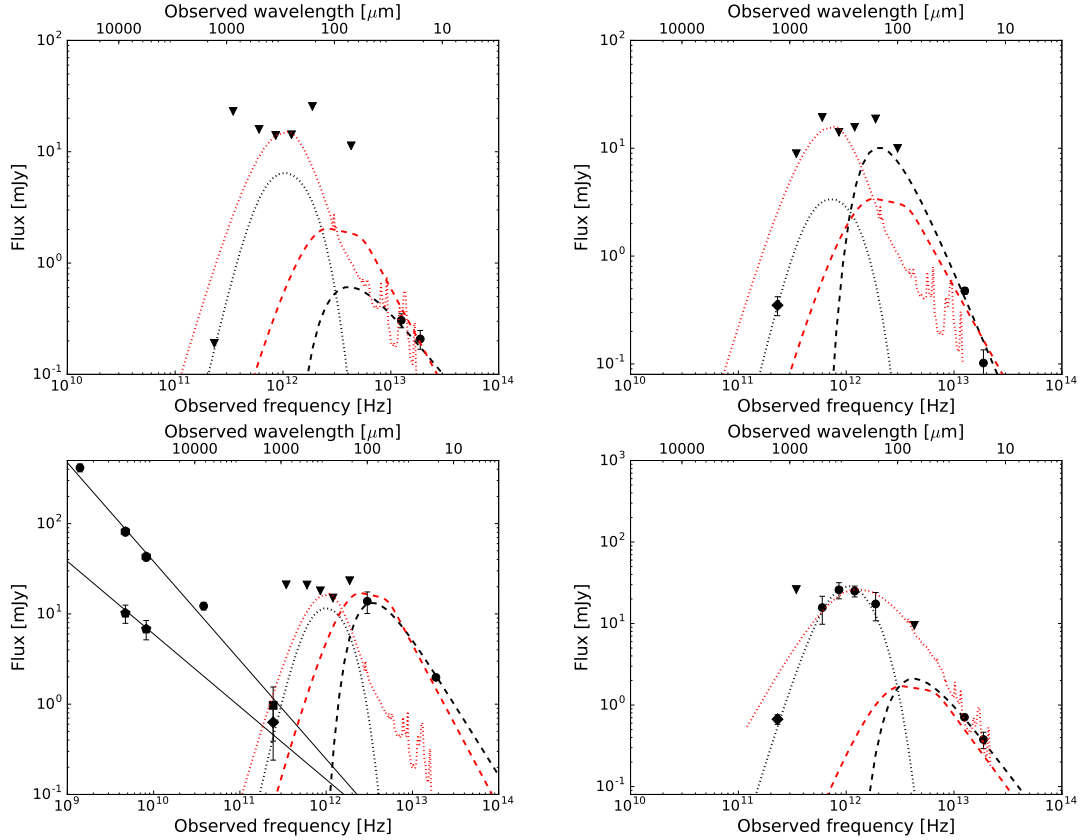 Observed wavelength [μm] Observed wavelength [μm]
10000 1000 100 10 10000 1000 100 10
10² 10²
10¹ 10¹
Flux [mJy] Flux [mJy]
10⁰ 10⁰
10⁻¹ 10⁻¹
10¹⁰ 10¹¹ 10¹² 10¹³ 10¹⁴ 10¹⁰ 10¹¹ 10¹² 10¹³ 10¹⁴
Observed frequency [Hz] Observed frequency [Hz]
Observed wavelength [μm] Observed wavelength [μm]
10000 1000 100 10 10000 1000 100 10
10³
10² 10²
10¹ 10¹
Flux [mJy] Flux [mJy]
10⁰ 10⁰
10⁻¹ 10⁻¹
10⁹ 10¹⁰ 10¹¹ 10¹² 10¹³ 10¹⁴ 10¹⁰ 10¹¹ 10¹² 10¹³ 10¹⁴
Observed frequency [Hz] Observed frequency [Hz]